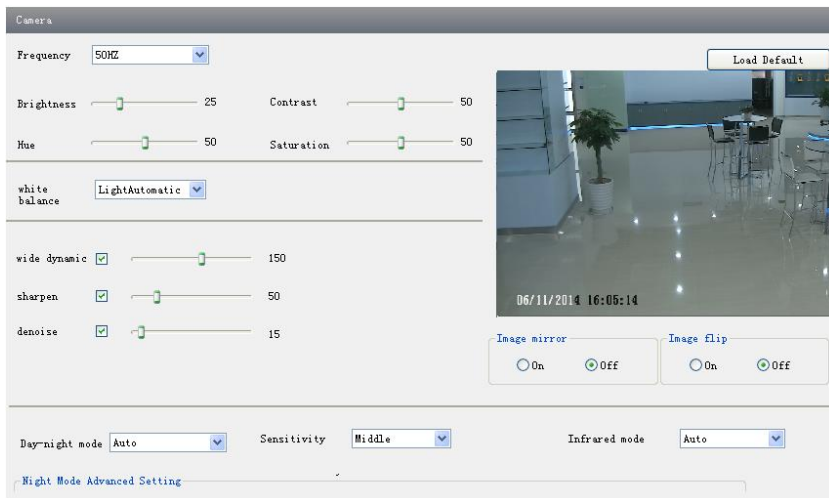 Camera
Frequency 50HZ
Load Default
Brightness 25 Contrast 50
Hue 50 Saturation 50
white
balance
LightAutomatic
wide dynamic 150
sharpen 50
denoise 15
06/11/2014 16:05:14
Image mirror
On Off
Image flip
On Off
Day-night mode Auto Sensitivity Middle Infrared mode Auto
Night Mode Advanced Setting